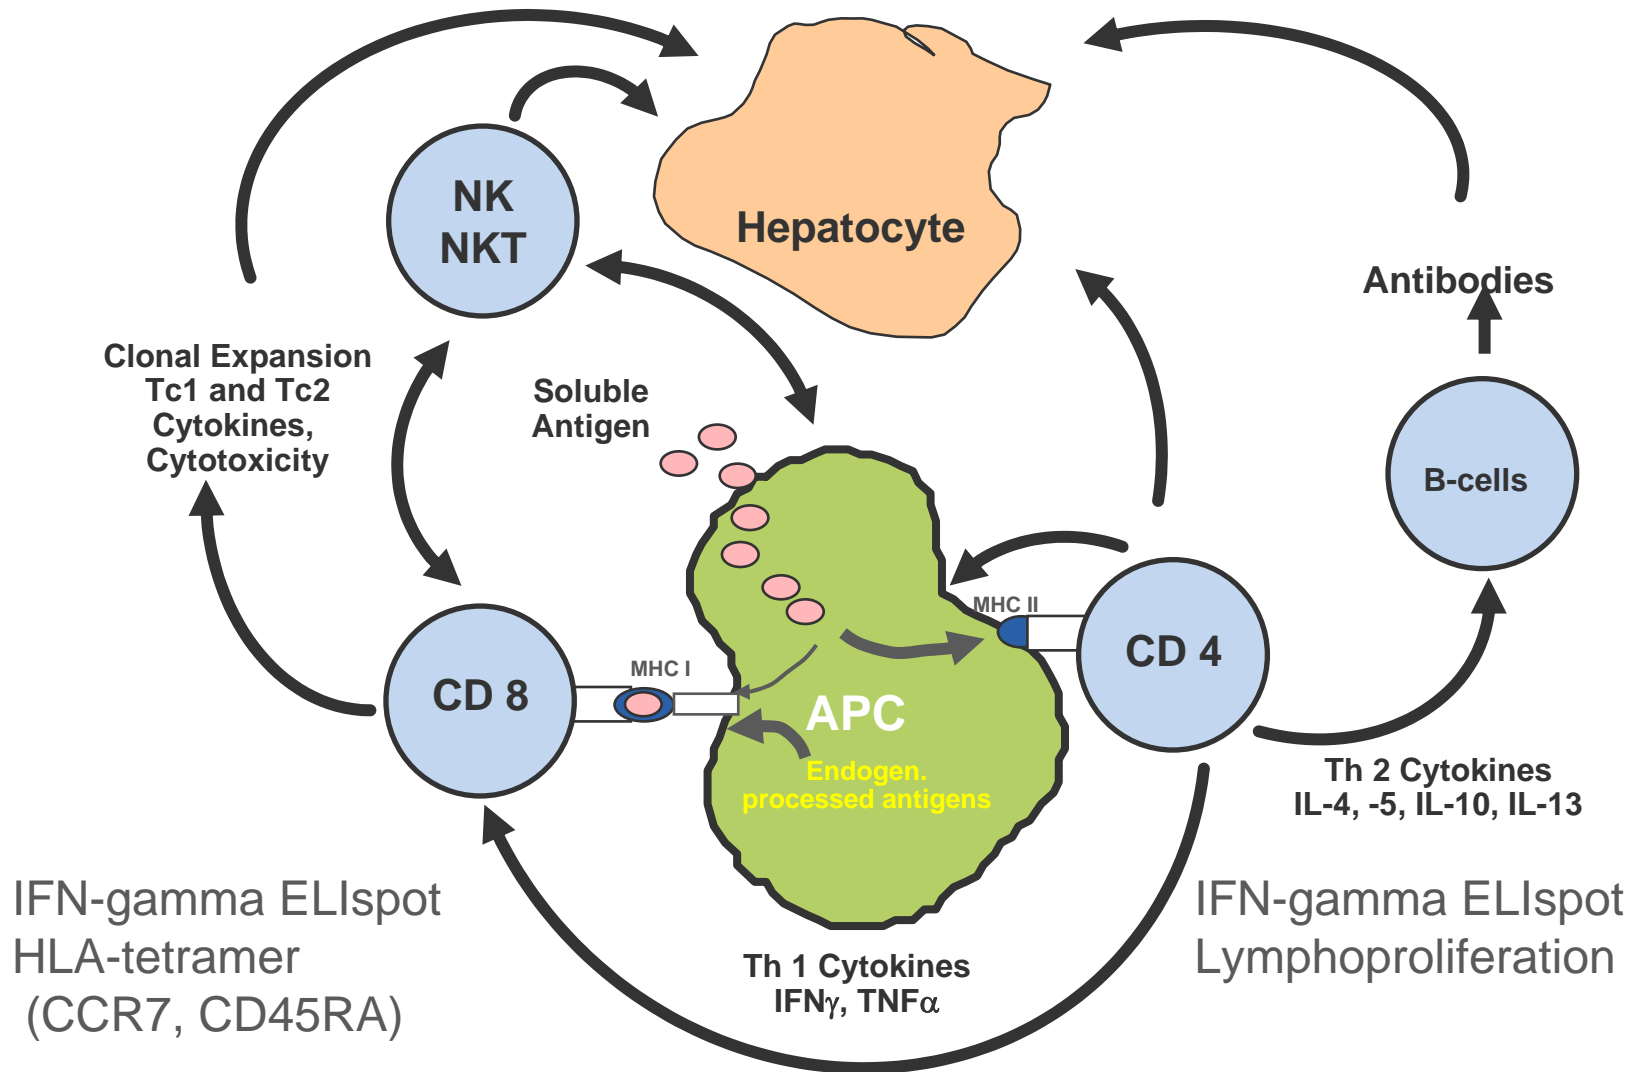 NK
NKT
Hepatocyte
Antibodies
Clonal Expansion
Tc1 and Tc2
Cytokines,
Cytotoxicity
Soluble
Antigen
B-cells
MHC II
CD 4
MHC I
CD 8
APC
Endogen.
processed antigens
Th 2 Cytokines
IL-4, -5, IL-10, IL-13
IFN-gamma ELIspot
HLA-tetramer
(CCR7, CD45RA)
Th 1 Cytokines
IFNγ, TNFα
IFN-gamma ELIspot
Lymphoproliferation